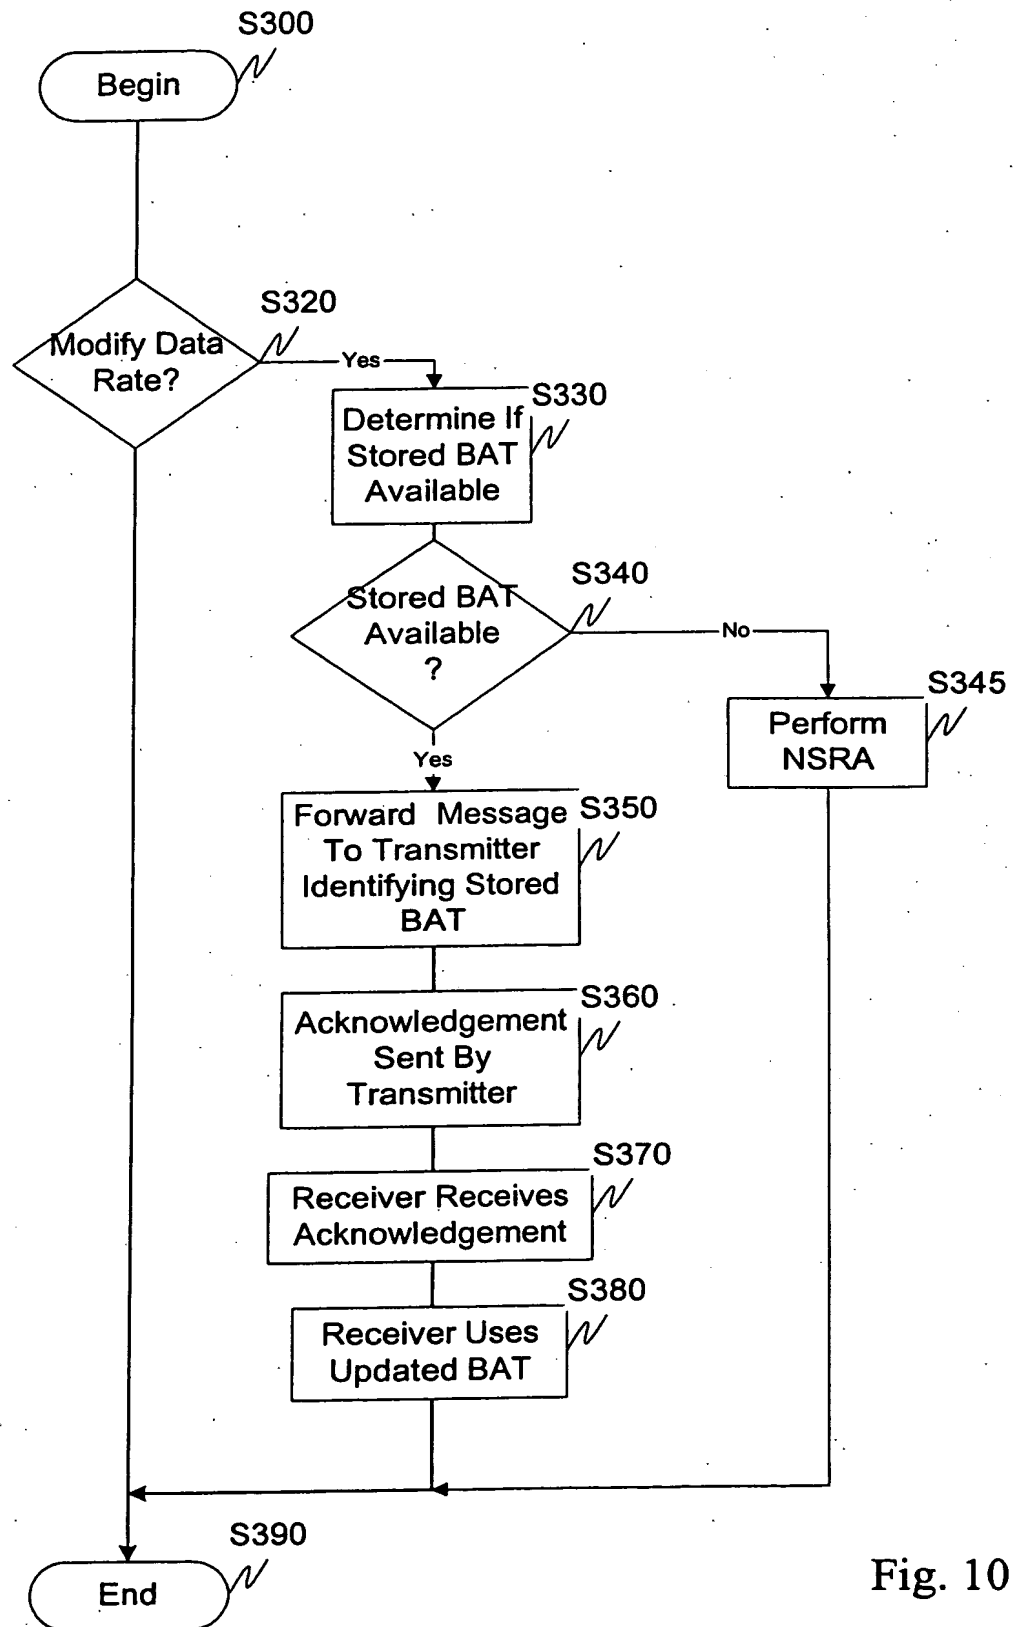 S300
Begin
S320
Modify Data
Rate?
Yes
S330
Determine If
Stored BAT
Available
S340
Stored BAT
Available
?
No
S345
Perform
NSRA
Yes
S350
Forward Message
To Transmitter
Identifying Stored
BAT
S360
Acknowledgement
Sent By
Transmitter
S370
Receiver Receives
Acknowledgement
S380
Receiver Uses
Updated BAT
S390
End
Fig. 10